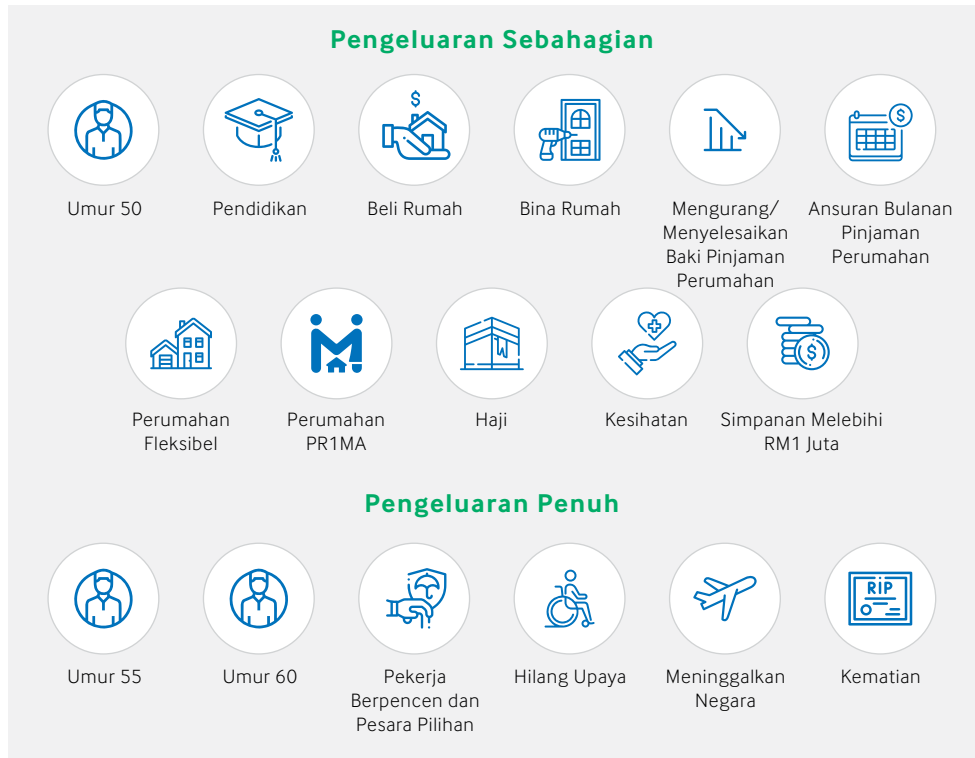 Pengeluaran Sebahagian
$
$
Umur 50
Pendidikan
Beli Rumah
Bina Rumah
Mengurang/
Menyelesaikan
Baki Pinjaman
Perumahan
Ansuran Bulanan
Pinjaman
Perumahan
$
Perumahan
Fleksibel
Perumahan
PR1MA
Haji
Kesihatan
Simpanan Melebihi
RM1 Juta
Pengeluaran Penuh
RIP
Umur 55
Umur 60
Pekerja
Berpencen dan
Pesara Pilihan
Hilang Upaya
Meninggalkan
Negara
Kematian